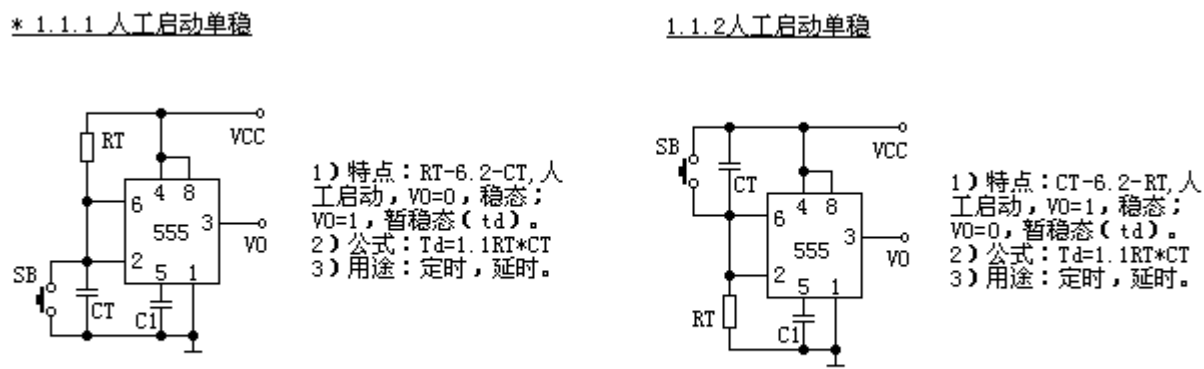 * 1.1.1 人工启动单稳
RT
VCC
4 8
6
3
555
VO
2
5 1
SB
CT
C1
1)特点:RT-6.2-CT,人
工启动,VO=0,稳态;
VO=1,暂稳态(td)。
2)公式:Td=1.1RT*CT
3)用途:定时,延时。
1.1.2人工启动单稳
SB
CT
VCC
4 8
6
3
555
VO
2
5 1
RT
C1
1)特点:CT-6.2-RT,人
工启动,VO=1,稳态;
VO=0,暂稳态(td)。
2)公式:Td=1.1RT*CT
3)用途:定时,延时。